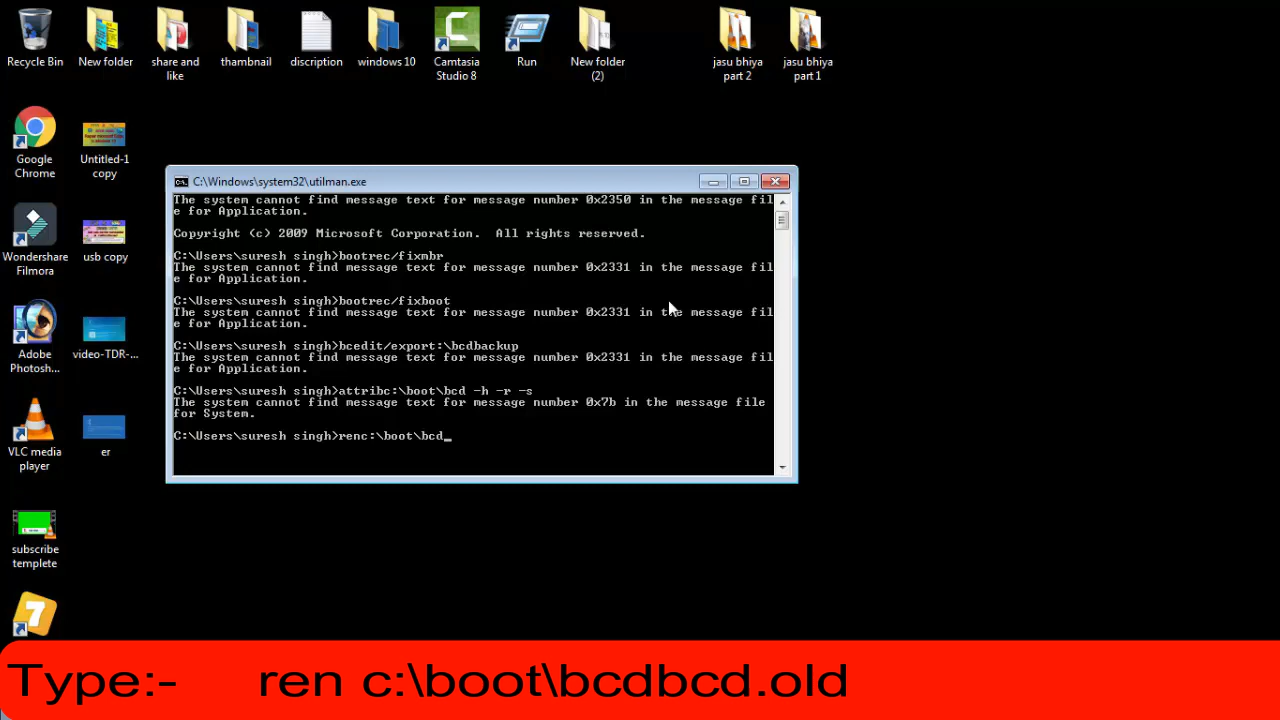 Recycle Bin
New folder
share and
like
thumbnail
discription
windows 10
Camtasia
Studio 8
Run
New folder
(2)
jasu bhiya
part 2
jasu bhiya
part 1
Google
Chrome
Untitled-1
copy
Wondershare
Filmora
usb copy
Adobe
Photosh...
video-TDR-...
VLC media
player
er
subscribe
templete
7
C:\Windows\system32\utilman.exe
The system cannot find message text for message number 0x2350 in the message fil
e for Application.
Copyright (c) 2009 Microsoft Corporation.  All rights reserved.
C:\Users\suresh singh>bootrec/fixmbr
The system cannot find message text for message number 0x2331 in the message fil
e for Application.
C:\Users\suresh singh>bootrec/fixboot
The system cannot find message text for message number 0x2331 in the message fil
e for Application.
C:\Users\suresh singh>bcedit/export:\bcdbackup
The system cannot find message text for message number 0x2331 in the message fil
e for Application.
C:\Users\suresh singh>attribc:\boot\bcd -h -r -s
The system cannot find message text for message number 0x7b in the message file
for System.
C:\Users\suresh singh>renc:\boot\bcd_
Type:- ren c:\boot\bcdbcd.old